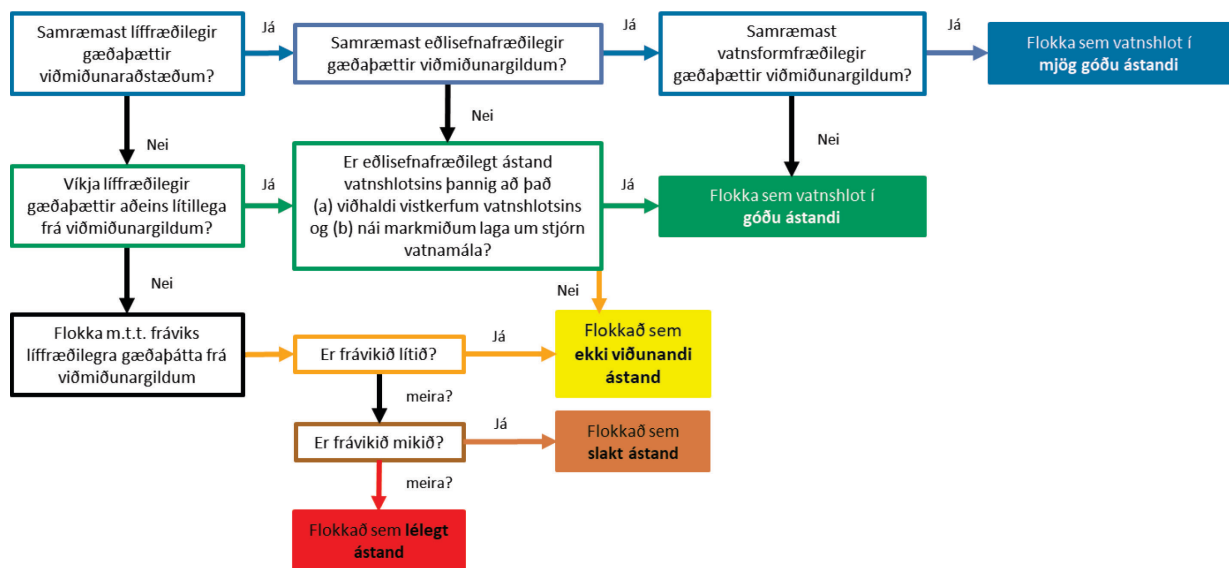 Samræmast líffræðilegir
gæðaþættir
viðmiðunaraðstæðum?
Já
Samræmast eðlisefnafræðilegir
gæðaþættir viðmiðunargildum?
Já
Samræmast
vatnsformfræðilegir
gæðaþættir viðmiðunargildum?
Já
Flokka sem vatnshlot í
mjög góðu ástandi
Nei
Nei
Nei
Víkja líffræðilegir
gæðaþættir aðeins lítillega
frá viðmiðunargildum?
Já
Er eðlisefnafræðilegt ástand
vatnshlotsins þannig að það
(a) viðhaldi vistkerfum vatnshlotsins
og (b) nái markmiðum laga um stjórn
vatnamála?
Já
Flokka sem vatnshlot í
góðu ástandi
Nei
Nei
Flokka m.t.t. fráviks
líffræðilegra gæðaþátta frá
viðmiðunargildum
Er frávikið lítið?
Já
Flokkað sem
ekki viðunandi
ástand
meira?
Er frávikið mikið?
Já
Flokkað sem
slakt ástand
meira?
Flokkað sem lélegt
ástand